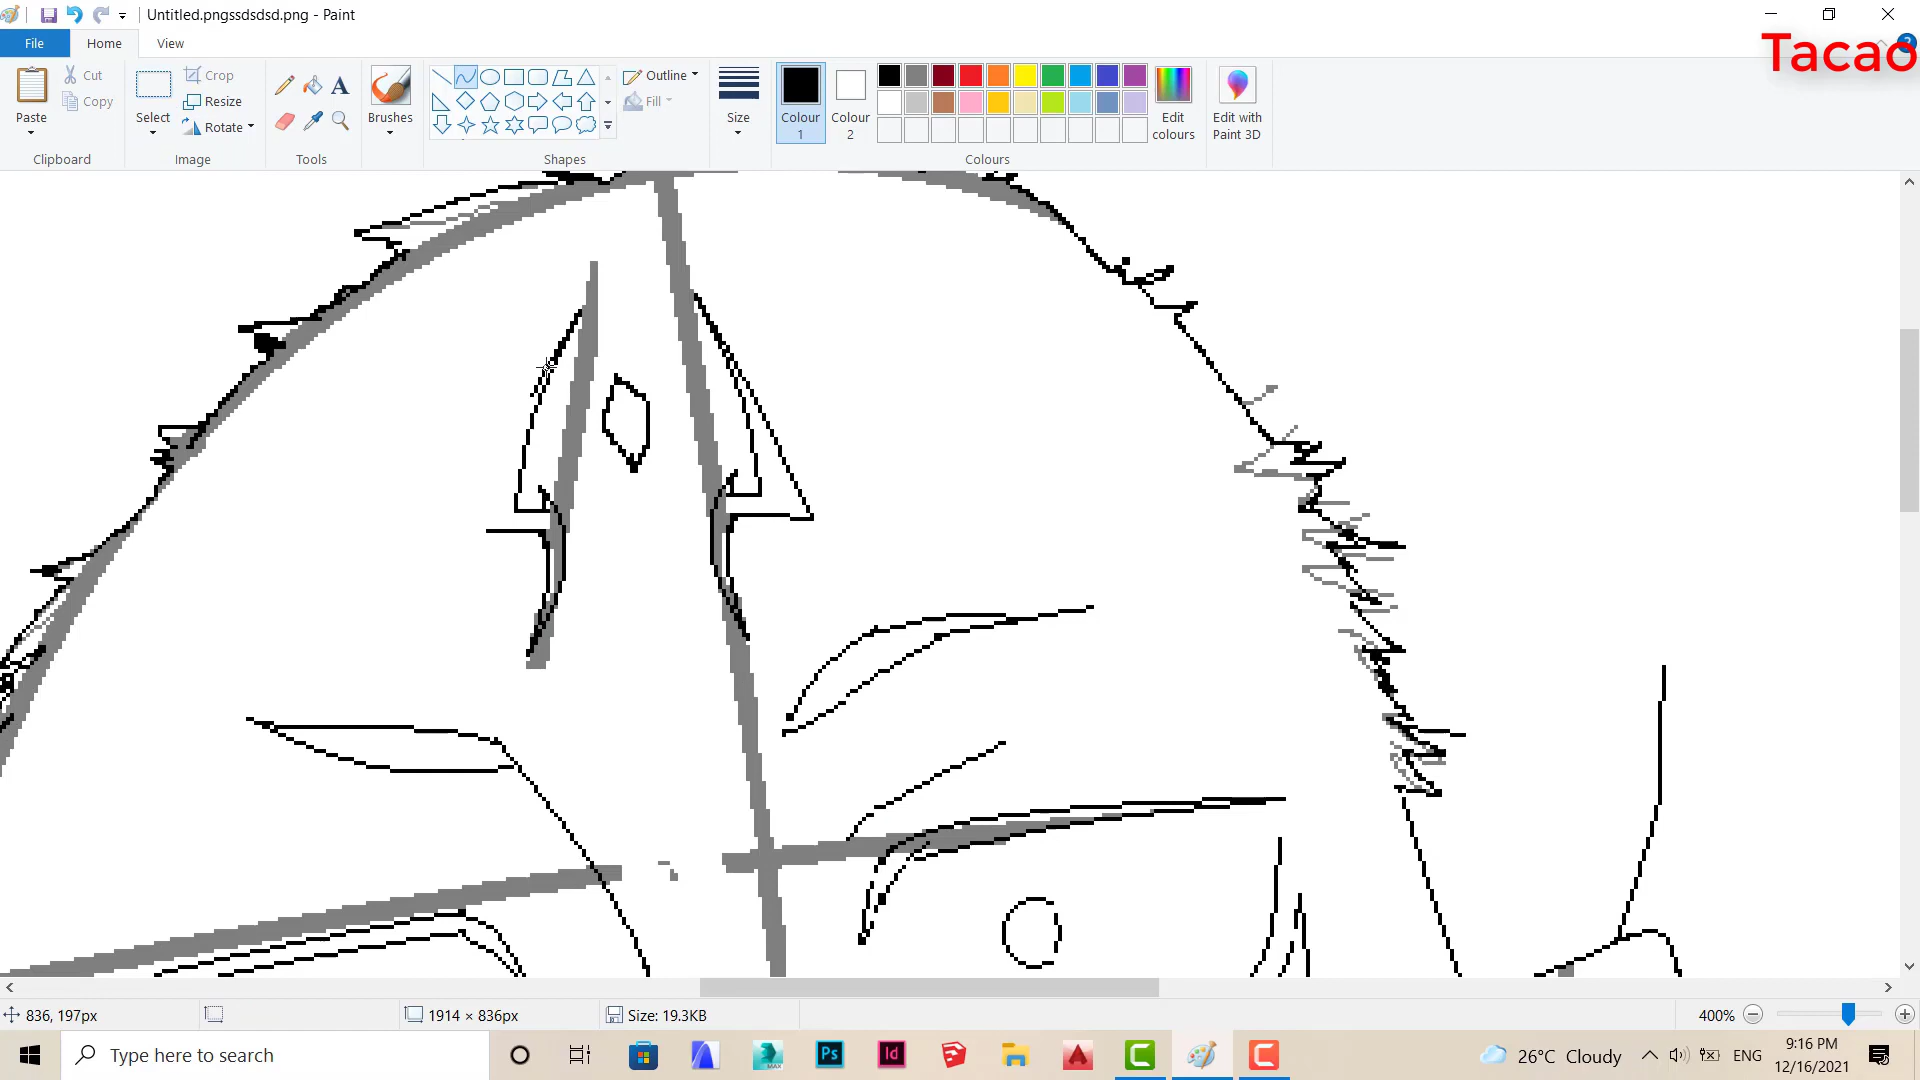 Untitled.pngssdsdsd.png - Paint
File
Home
View
Tacao
Paste
Cut
Copy
Clipboard
Select
Crop
Resize
Rotate
Image
Tools
Brushes
Outline
Fill
Shapes
Size
Colour
1
Colour
2
Edit
colours
Edit with
Paint 3D
Colours
836, 197px
1914 × 836px
Size: 19.3KB
400%
Type here to search
Ps
Id
26°C Cloudy
ENG
9:16 PM
12/16/2021